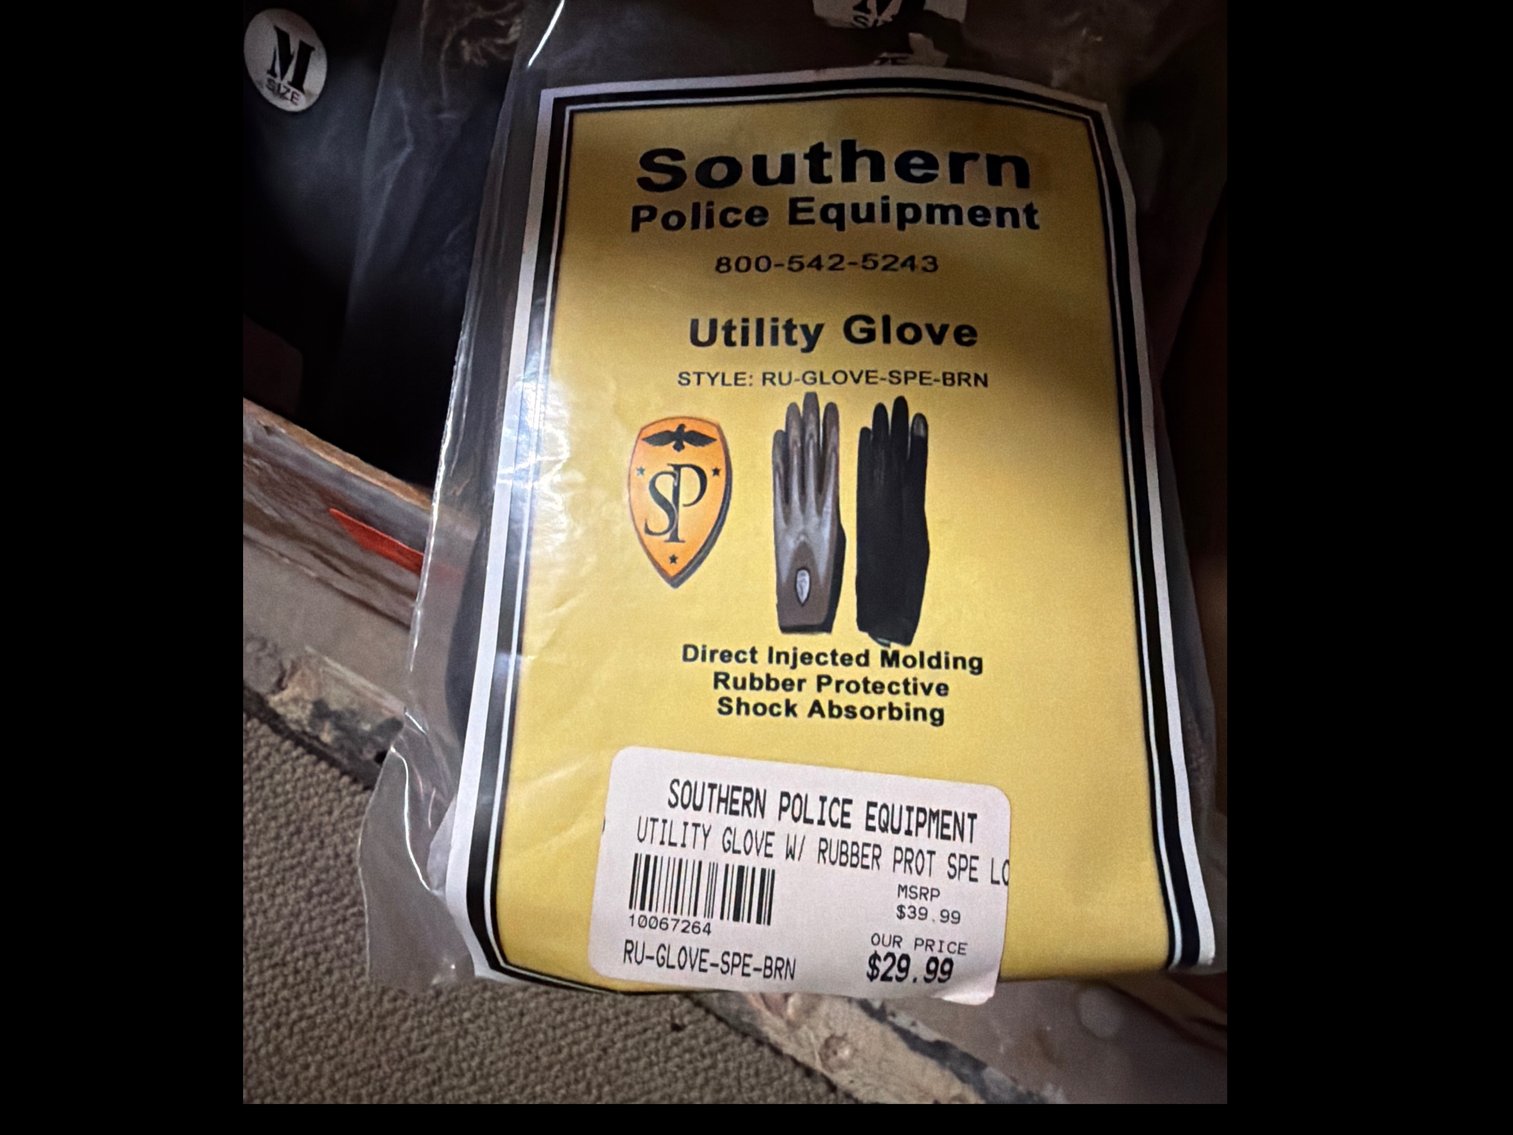 M
SIZE
Southern
Police Equipment
800-542-5243
Utility Glove
STYLE: RU-GLOVE-SPE-BRN
SP
Direct Injected Molding
Rubber Protective
Shock Absorbing
SOUTHERN POLICE EQUIPMENT
UTILITY GLOVE W/ RUBBER PROT SPE LO
MSRP
$39.99
10067264
OUR PRICE
RU-GLOVE-SPE-BRN
$29.99